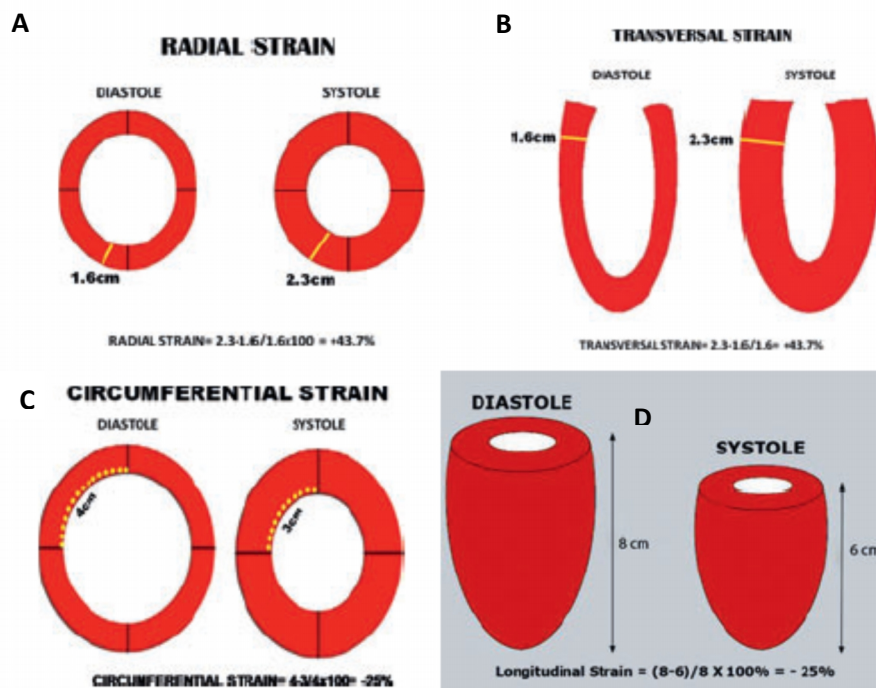 A
RADIAL STRAIN
DIASTOLE SYSTOLE
1.6cm 2.3cm
RADIAL STRAIN= 2.3-1.6/1.6x100 = +43.7%
B
TRANSVERSAL STRAIN
DIASTOLE SYSTOLE
1.6cm 2.3cm
TRANSVERSAL STRAIN= 2.3-1.6/1.6= +43.7%
C
CIRCUMFERENTIAL STRAIN
DIASTOLE SYSTOLE
4cm 3cm
CIRCUMFERENTIAL STRAIN= 4-3/4x100= -25%
D
DIASTOLE
SYSTOLE
8 cm
6 cm
Longitudinal Strain = (8-6)/8 X 100% = - 25%